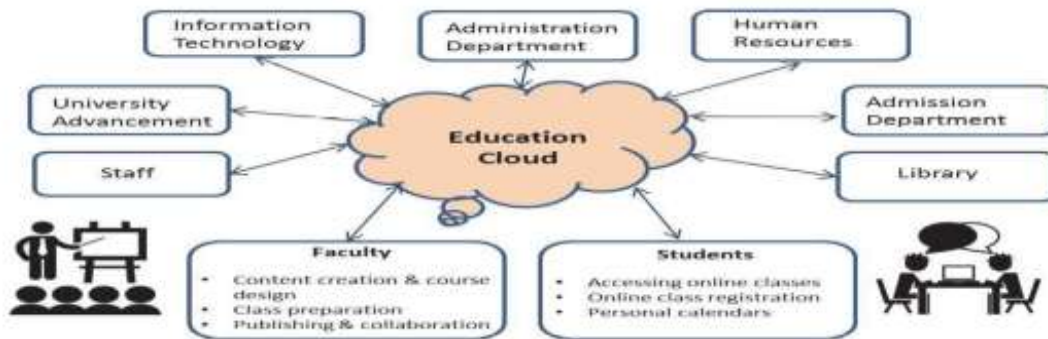 Information
Technology
Administration
Department
Human
Resources
University
Advancement
Education
Cloud
Admission
Department
Staff
Library
Faculty
• Content creation & course
design
• Class preparation
• Publishing & collaboration
Students
• Accessing online classes
• Online class registration
• Personal calendars